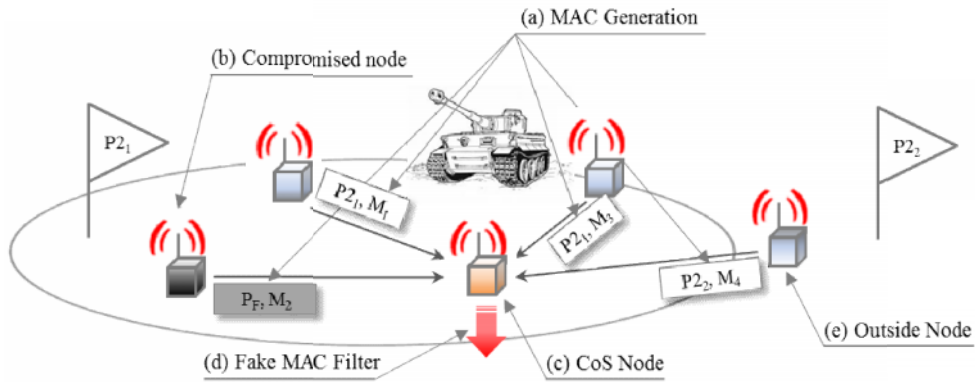 (a) MAC Generation
(b) Compromised node
P2₁
P2₂
P2₁, M₁
P2₁, M₃
P2₂, M₄
P_F, M₂
(e) Outside Node
(d) Fake MAC Filter
(c) CoS Node